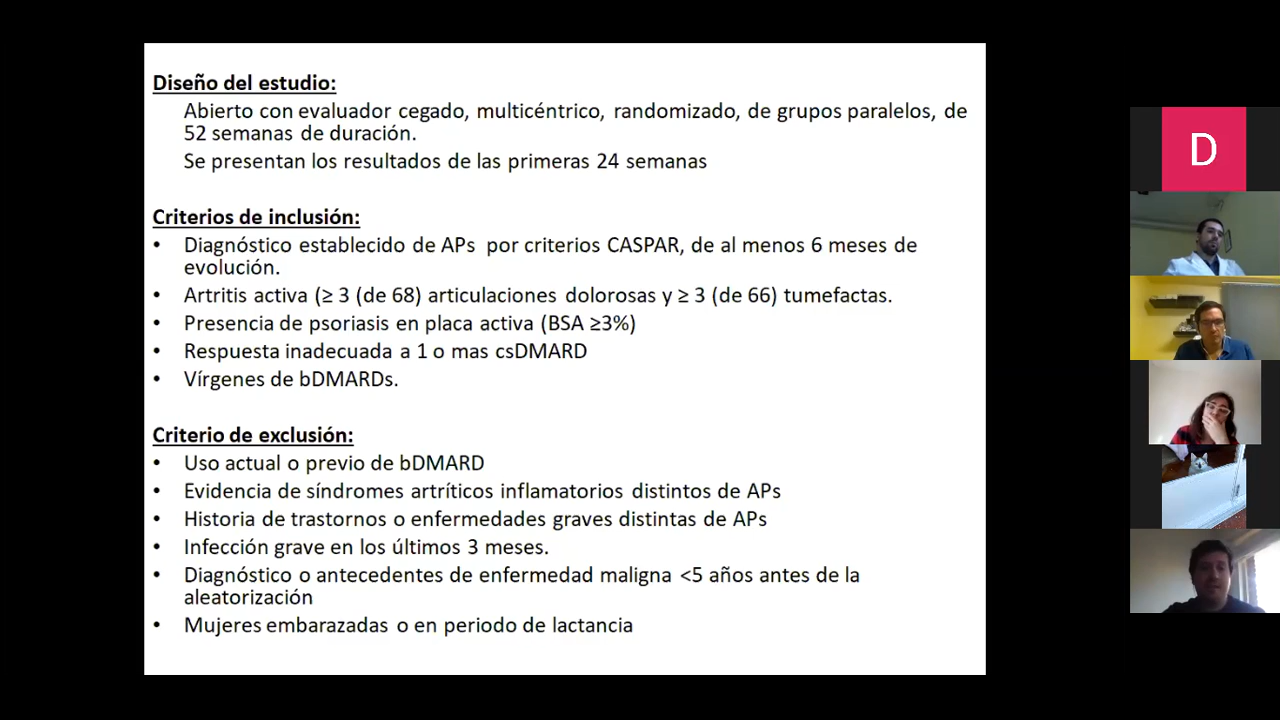 Diseño del estudio:
Abierto con evaluador cegado, multicéntrico, randomizado, de grupos paralelos, de
52 semanas de duración.
Se presentan los resultados de las primeras 24 semanas
Criterios de inclusión:
• Diagnóstico establecido de APs por criterios CASPAR, de al menos 6 meses de
evolución.
• Artritis activa (≥ 3 (de 68) articulaciones dolorosas y ≥ 3 (de 66) tumefactas.
• Presencia de psoriasis en placa activa (BSA ≥3%)
• Respuesta inadecuada a 1 o mas csDMARD
• Vírgenes de bDMARDs.
Criterio de exclusión:
• Uso actual o previo de bDMARD
• Evidencia de síndromes artríticos inflamatorios distintos de APs
• Historia de trastornos o enfermedades graves distintas de APs
• Infección grave en los últimos 3 meses.
• Diagnóstico o antecedentes de enfermedad maligna <5 años antes de la
aleatorización
• Mujeres embarazadas o en periodo de lactancia
D